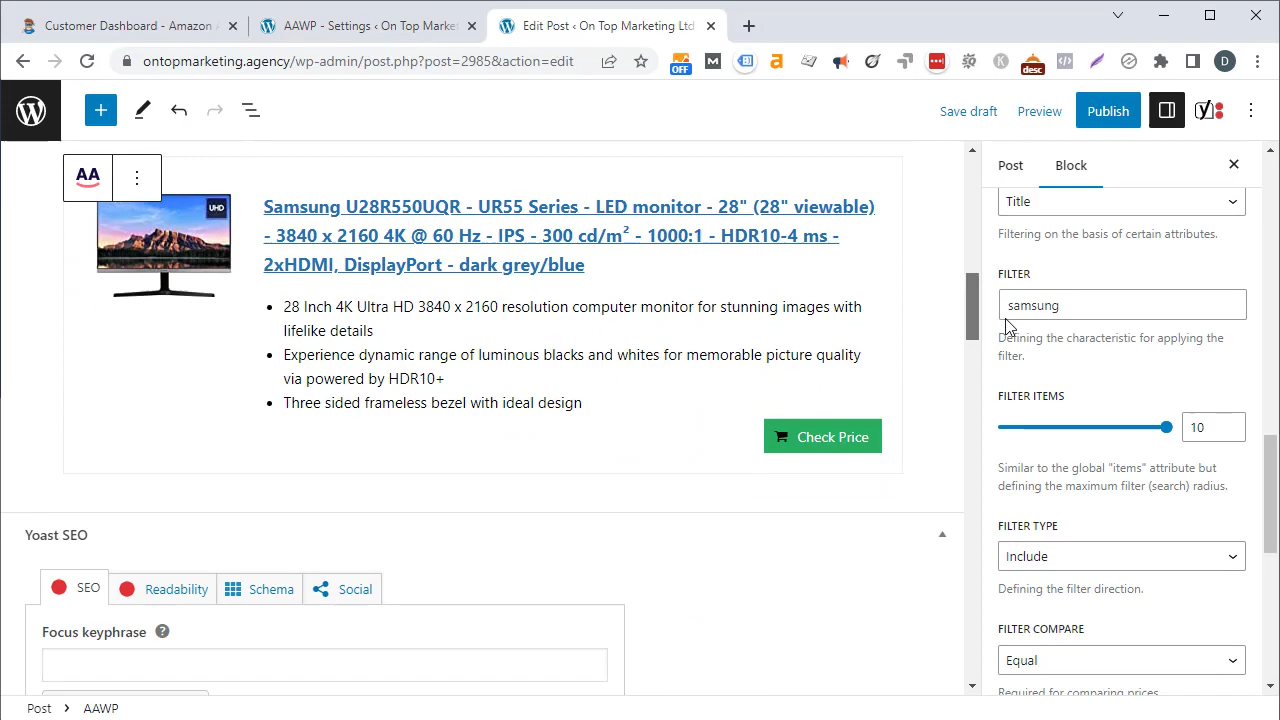 Customer Dashboard - Amazon A
AAWP - Settings ‹ On Top Market
Edit Post ‹ On Top Marketing Ltd
ontopmarketing.agency/wp-admin/post.php?post=2985&action=edit
OFF
M
a
K
desc
D
Save draft
Preview
Publish
AA
UHD
Samsung U28R550UQR - UR55 Series - LED monitor - 28" (28" viewable)
- 3840 x 2160 4K @ 60 Hz - IPS - 300 cd/m² - 1000:1 - HDR10-4 ms -
2xHDMI, DisplayPort - dark grey/blue
28 Inch 4K Ultra HD 3840 x 2160 resolution computer monitor for stunning images with
lifelike details
Experience dynamic range of luminous blacks and whites for memorable picture quality
via powered by HDR10+
Three sided frameless bezel with ideal design
Check Price
Yoast SEO
SEO
Readability
Schema
Social
Focus keyphrase
Post
Block
Title
Filtering on the basis of certain attributes.
FILTER
samsung
Defining the characteristic for applying the
filter.
FILTER ITEMS
10
Similar to the global "items" attribute but
defining the maximum filter (search) radius.
FILTER TYPE
Include
Defining the filter direction.
FILTER COMPARE
Equal
Required for comparing prices
Post
AAWP